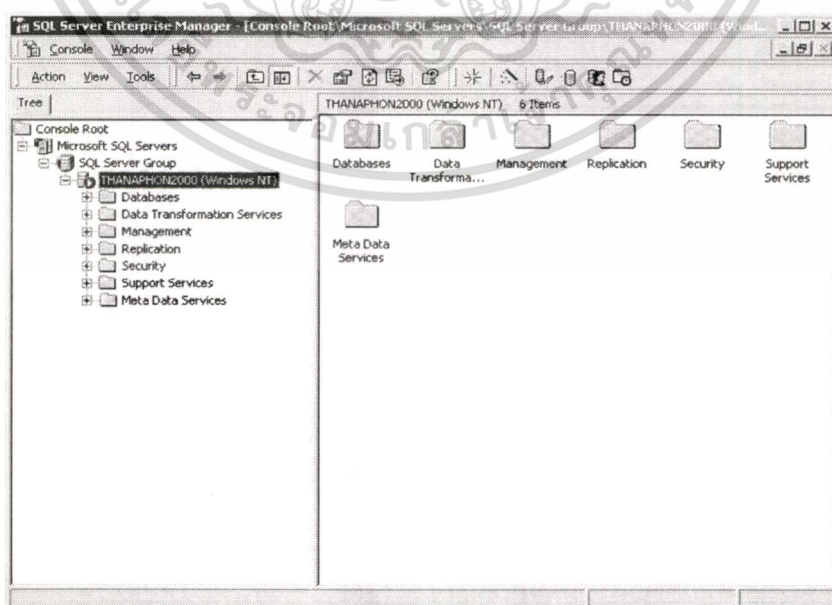 SQL Server Enterprise Manager - [Console Root\Microsoft SQL Servers\SQL Server Group\THANAPHON2000 (Wind...
Console Window Help
Action View Tools
Tree
THANAPHON2000 (Windows NT) 6 Items
Console Root
Microsoft SQL Servers
SQL Server Group
THANAPHON2000 (Windows NT)
Databases
Data Transformation Services
Management
Replication
Security
Support Services
Meta Data Services
Databases
Data Transforma...
Management
Replication
Security
Support Services
Meta Data Services